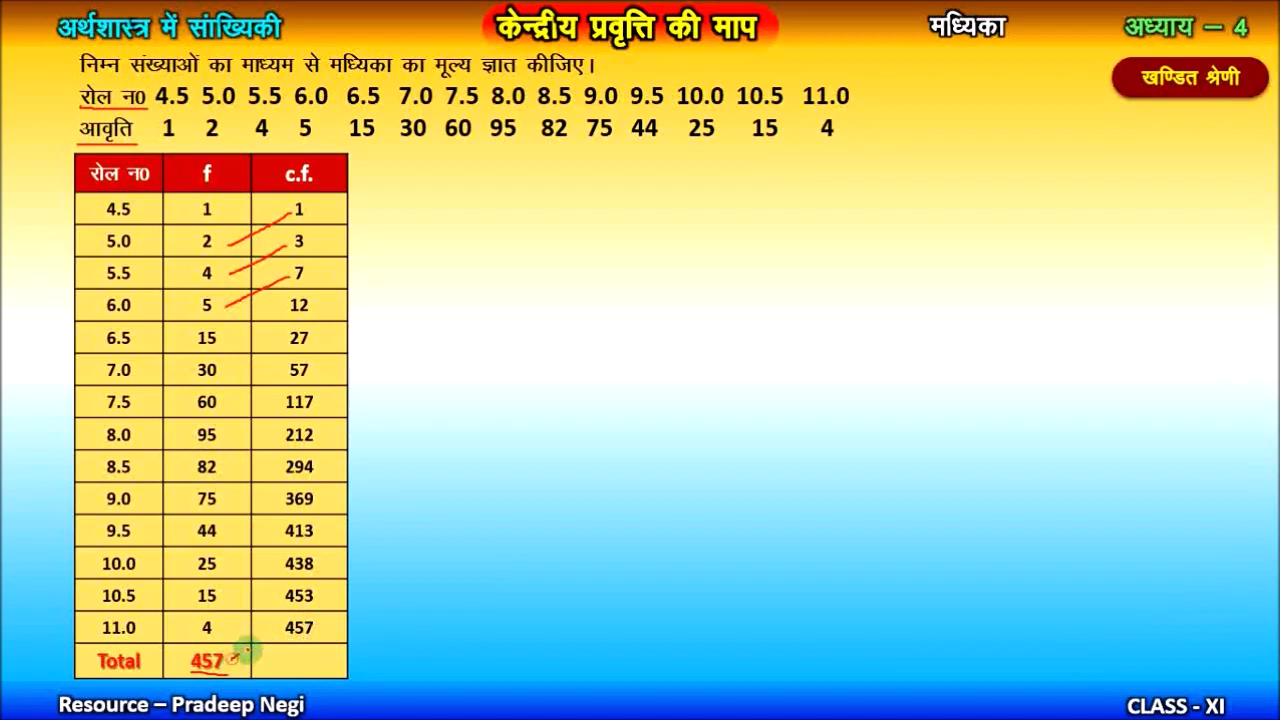 अर्थशास्त्र में सांख्यिकी
केन्द्रीय प्रवृत्ति की माप
मध्यिका
अध्याय – 4
निम्न संख्याओं का माध्यम से मध्यिका का मूल्य ज्ञात कीजिए।
खण्डित श्रेणी
रोल न0 4.5 5.0 5.5 6.0 6.5 7.0 7.5 8.0 8.5 9.0 9.5 10.0 10.5 11.0
आवृति 1 2 4 5 15 30 60 95 82 75 44 25 15 4
रोल न0 f c.f.
4.5 1 1
5.0 2 3
5.5 4 7
6.0 5 12
6.5 15 27
7.0 30 57
7.5 60 117
8.0 95 212
8.5 82 294
9.0 75 369
9.5 44 413
10.0 25 438
10.5 15 453
11.0 4 457
Total 457
Resource – Pradeep Negi
CLASS - XI